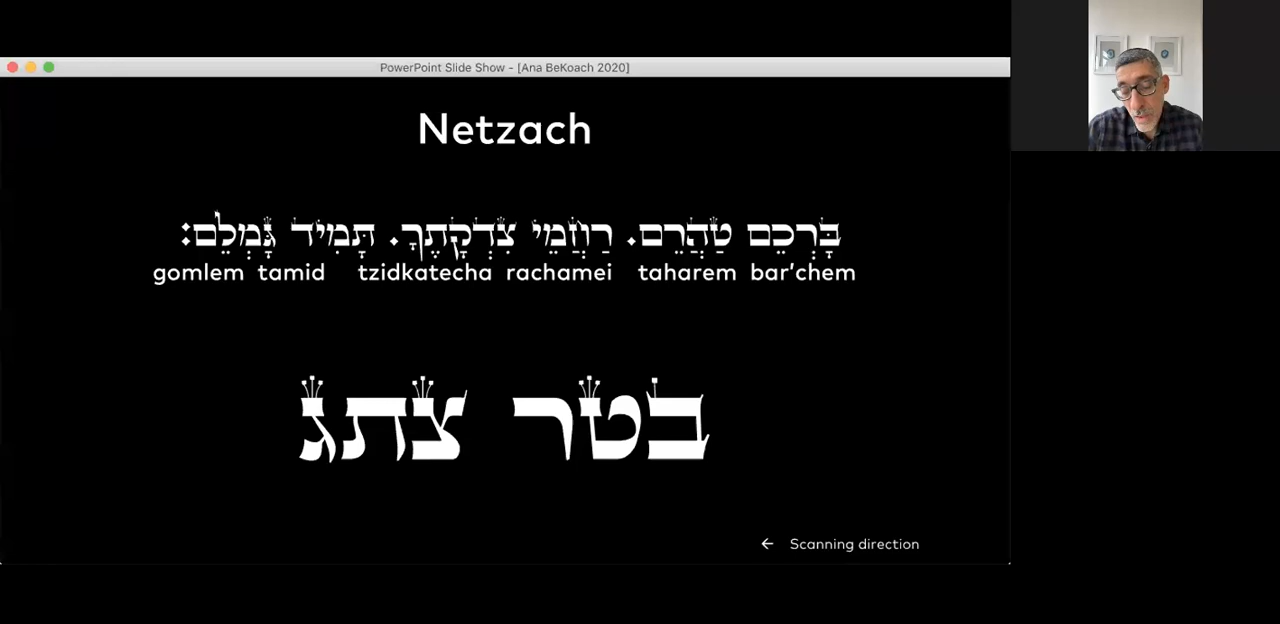 PowerPoint Slide Show - [Ana BeKoach 2020]
Netzach
בָּרְכֵם טַהֲרֵם. רַחֲמֵי צִדְקָתֶךָ. תָּמִיד גָּמְלֵם:
gomlem tamid tzidkatecha rachamei taharem bar’chem
בטר צתג
← Scanning direction